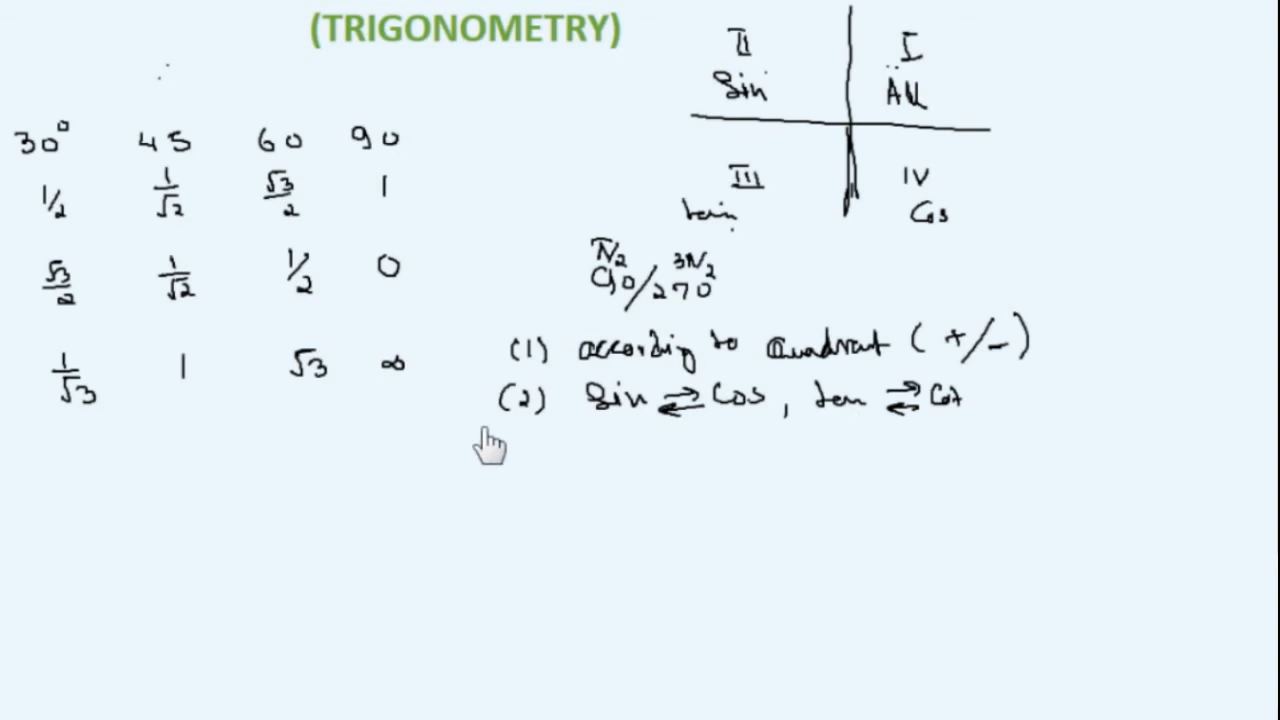 (TRIGONOMETRY)
II I
Sin All
30° 45 60 90
1/2 1/√2 √3/2 1
III IV
tan Cos
√3/2 1/√2 1/2 0
π/2 3π/2
90/270
1/√3 1 √3 ∞
(1) according to Quadrant (+/-)
(2) Sin ⇄ Cos, tan ⇄ Cot